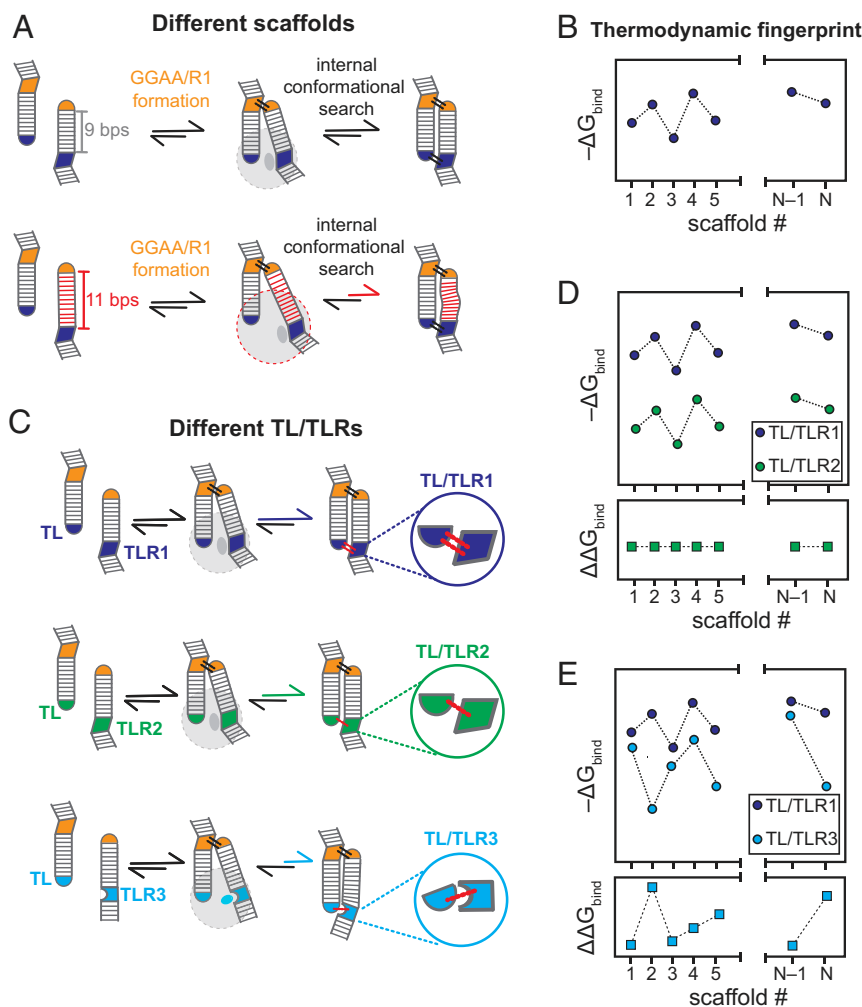 A
Different scaffolds
GGAA/R1
formation
internal
conformational
search
9 bps
GGAA/R1
formation
internal
conformational
search
11 bps
B
Thermodynamic fingerprint
−ΔG bind
1 2 3 4 5 N−1 N
scaffold #
C
Different TL/TLRs
TL/TLR1
TL
TLR1
TL/TLR2
TL
TLR2
TL/TLR3
TL
TLR3
D
−ΔG bind
TL/TLR1
TL/TLR2
ΔΔG bind
1 2 3 4 5 N−1 N
scaffold #
E
−ΔG bind
TL/TLR1
TL/TLR3
ΔΔG bind
1 2 3 4 5 N−1 N
scaffold #